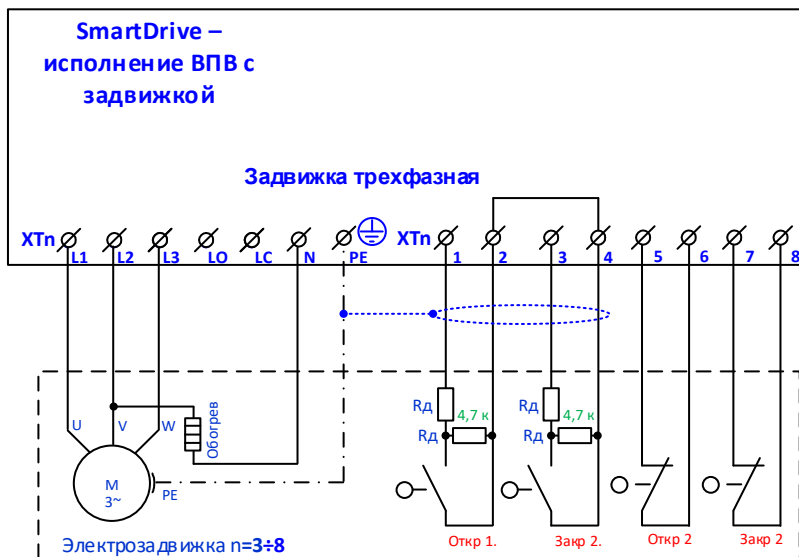 SmartDrive –
исполнение ВПВ с
задвижкой
Задвижка трехфазная
XTn
L1 L2 L3 LO LC N PE
XTn
1 2 3 4 5 6 7 8
U V W
Обогрев
M
3~
PE
Rд 4,7 к
Rд
Rд 4,7 к
Rд
Откр 1. Закр 2. Откр 2 Закр 2
Электрозадвижка n=3÷8